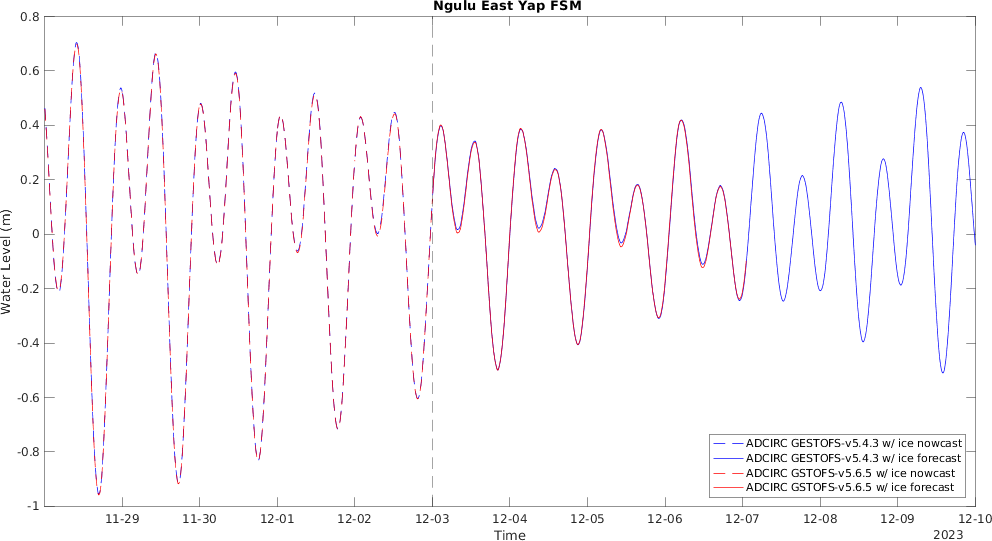 Ngulu East Yap FSM
0.8
0.6
0.4
0.2
0
-0.2
-0.4
-0.6
-0.8
-1
Water Level (m)
11-29 11-30 12-01 12-02 12-03 12-04 12-05 12-06 12-07 12-08 12-09 12-10
Time
2023
ADCIRC GESTOFS-v5.4.3 w/ ice nowcast
ADCIRC GESTOFS-v5.4.3 w/ ice forecast
ADCIRC GSTOFS-v5.6.5 w/ ice nowcast
ADCIRC GSTOFS-v5.6.5 w/ ice forecast